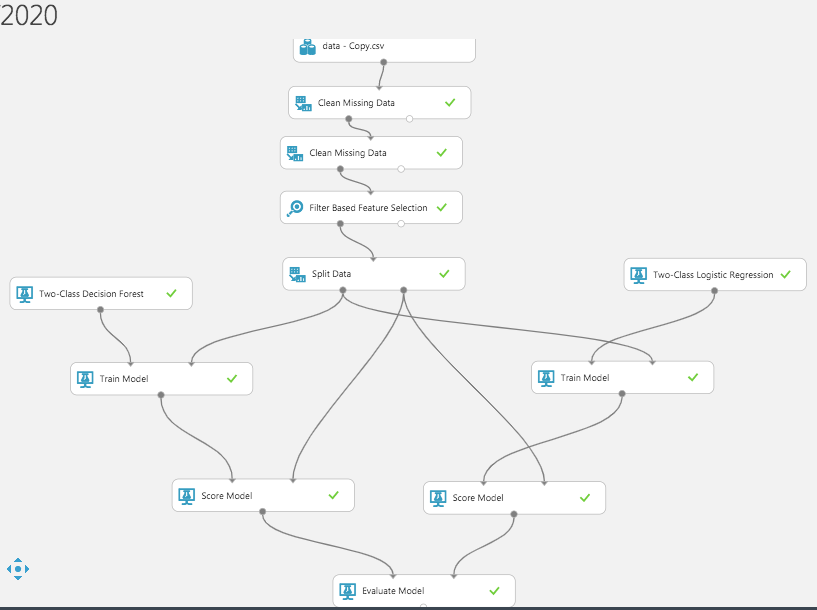 /2020
data - Copy.csv
Clean Missing Data
Clean Missing Data
Filter Based Feature Selection
Split Data
Two-Class Logistic Regression
Two-Class Decision Forest
Train Model
Train Model
Score Model
Score Model
Evaluate Model